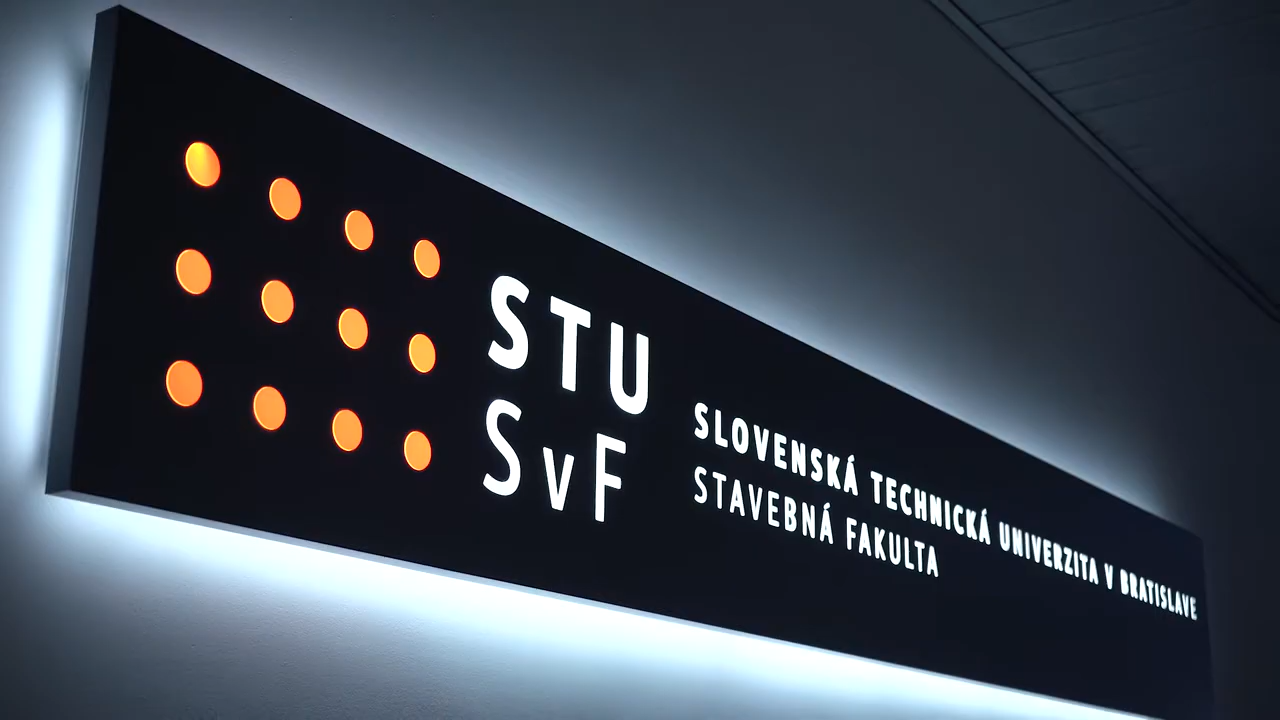 STU
SvF
SLOVENSKÁ TECHNICKÁ UNIVERZITA V BRATISLAVE
STAVEBNÁ FAKULTA